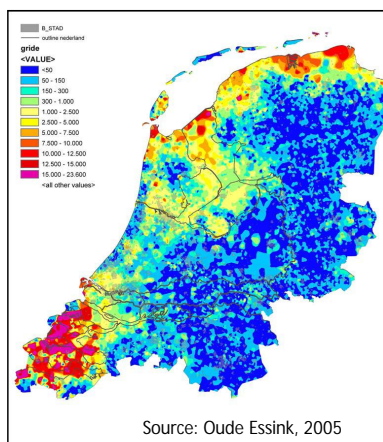 B_STAD
outline nederland
gride
<VALUE>
<50
50 - 150
150 - 300
300 - 1.000
1.000 - 2.500
2.500 - 5.000
5.000 - 7.500
7.500 - 10.000
10.000 - 12.500
12.500 - 15.000
15.000 - 23.600
<all other values>
Source: Oude Essink, 2005